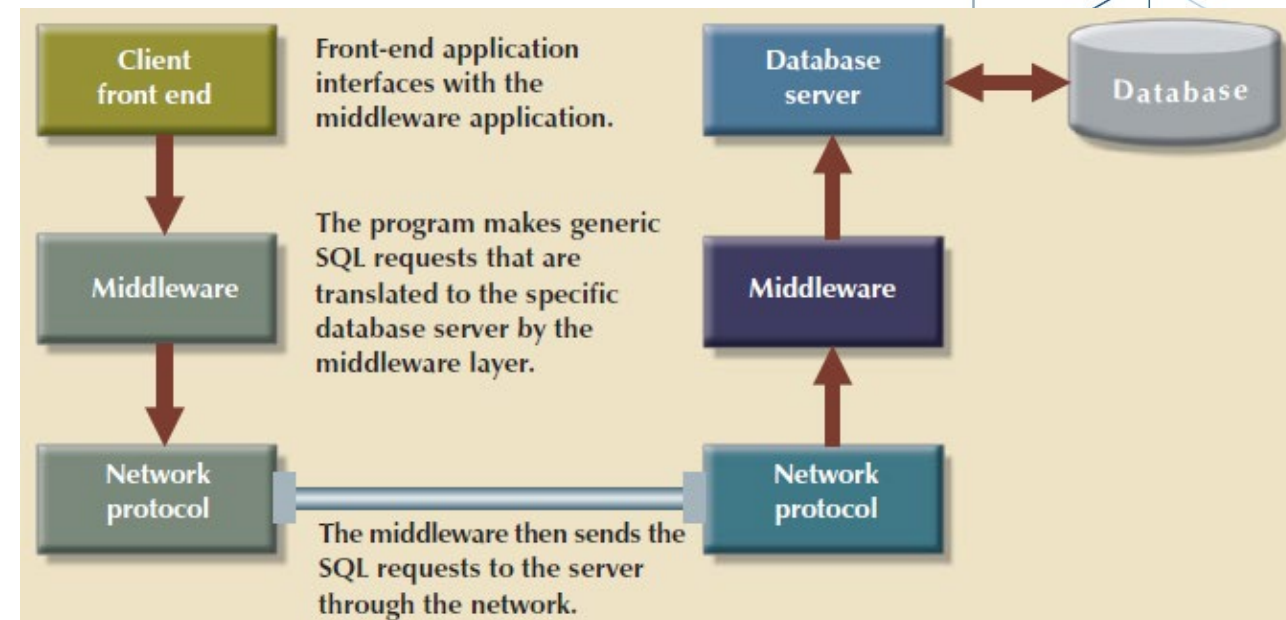 Client
front end
Front-end application
interfaces with the
middleware application.
Database
server
Database
Middleware
The program makes generic
SQL requests that are
translated to the specific
database server by the
middleware layer.
Middleware
Network
protocol
The middleware then sends the
SQL requests to the server
through the network.
Network
protocol